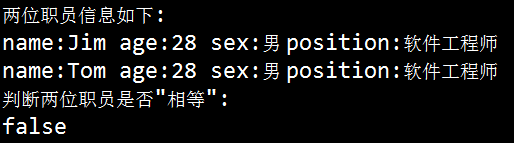 两位职员信息如下:
name:Jim age:28 sex:男 position:软件工程师
name:Tom age:28 sex:男 position:软件工程师
判断两位职员是否"相等":
false